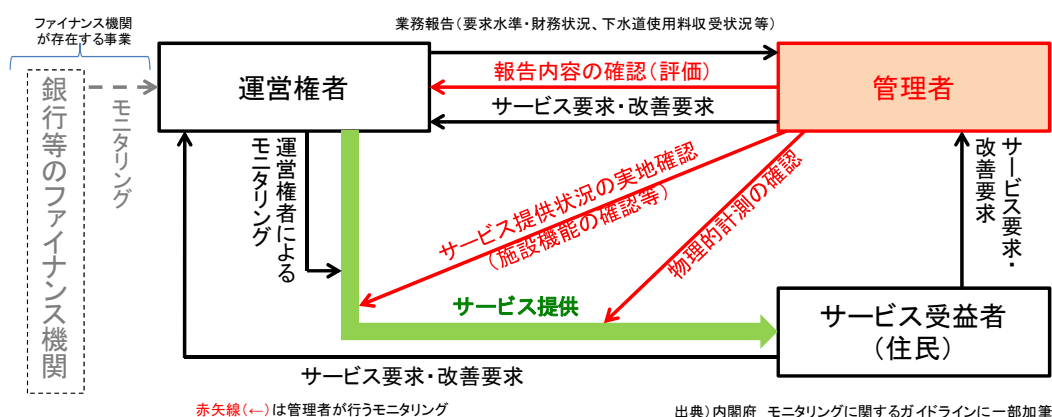 ファイナンス機関
が存在する事業
銀行等のファイナンス機関
モニタリング
運営権者
業務報告(要求水準・財務状況、下水道使用料収受状況等)
報告内容の確認(評価)
サービス要求・改善要求
管理者
運営権者による
モニタリング
サービス提供状況の実地確認
(施設機能の確認等)
物理的計測の確認
サービス要求・
改善要求
サービス提供
サービス受益者
(住民)
サービス要求・改善要求
赤矢線(←)は管理者が行うモニタリング
出典)内閣府 モニタリングに関するガイドラインに一部加筆